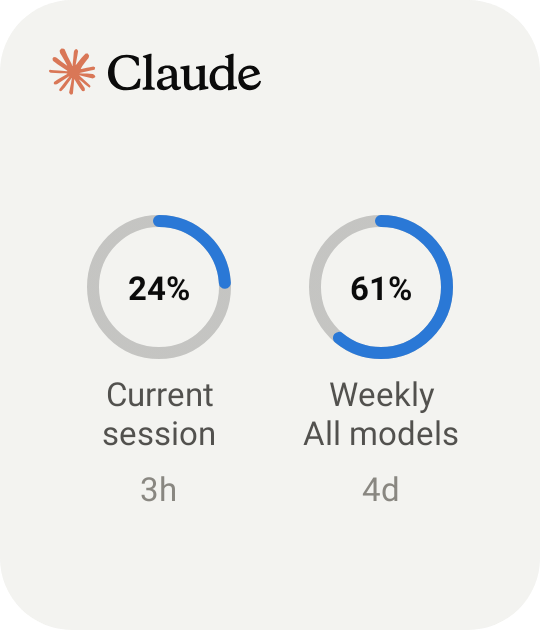 Claude
24%
61%
Current
session
3h
Weekly
All models
4d